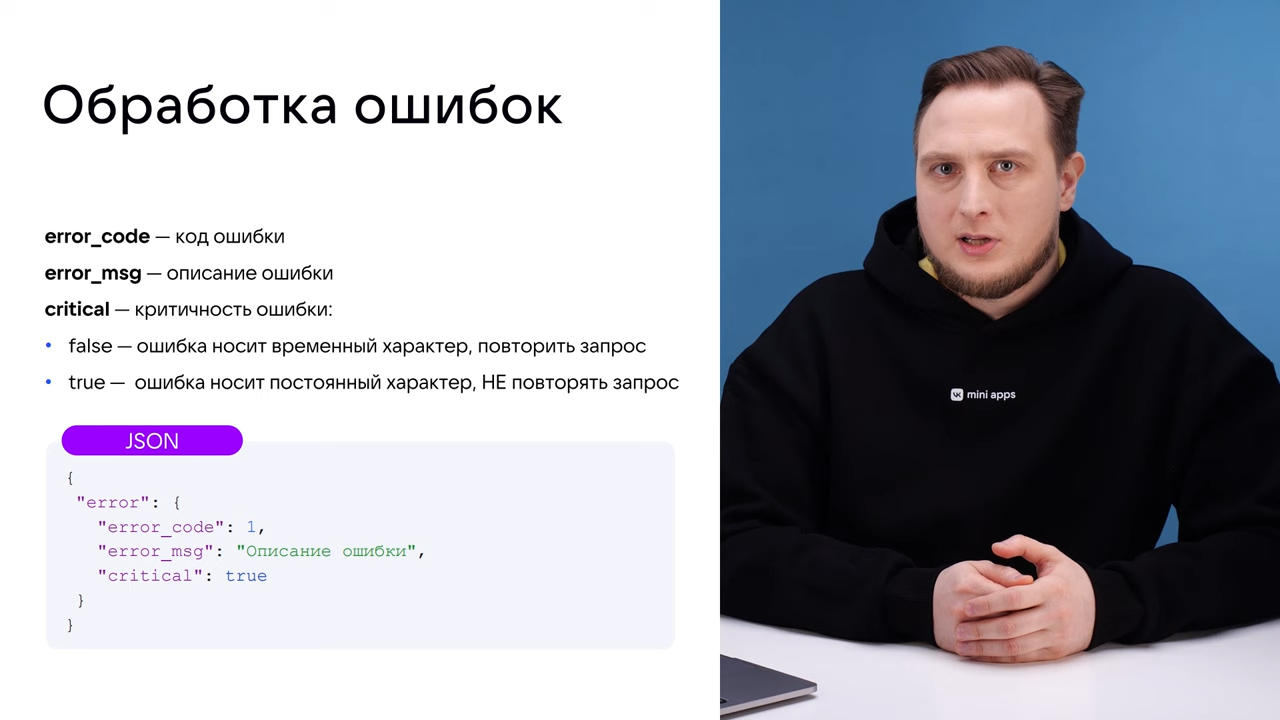 Обработка ошибок
error_code — код ошибки
error_msg — описание ошибки
critical — критичность ошибки:
• false — ошибка носит временный характер, повторить запрос
• true — ошибка носит постоянный характер, НЕ повторять запрос
JSON
{
"error": {
"error_code": 1,
"error_msg": "Описание ошибки",
"critical": true
}
}
VK mini apps